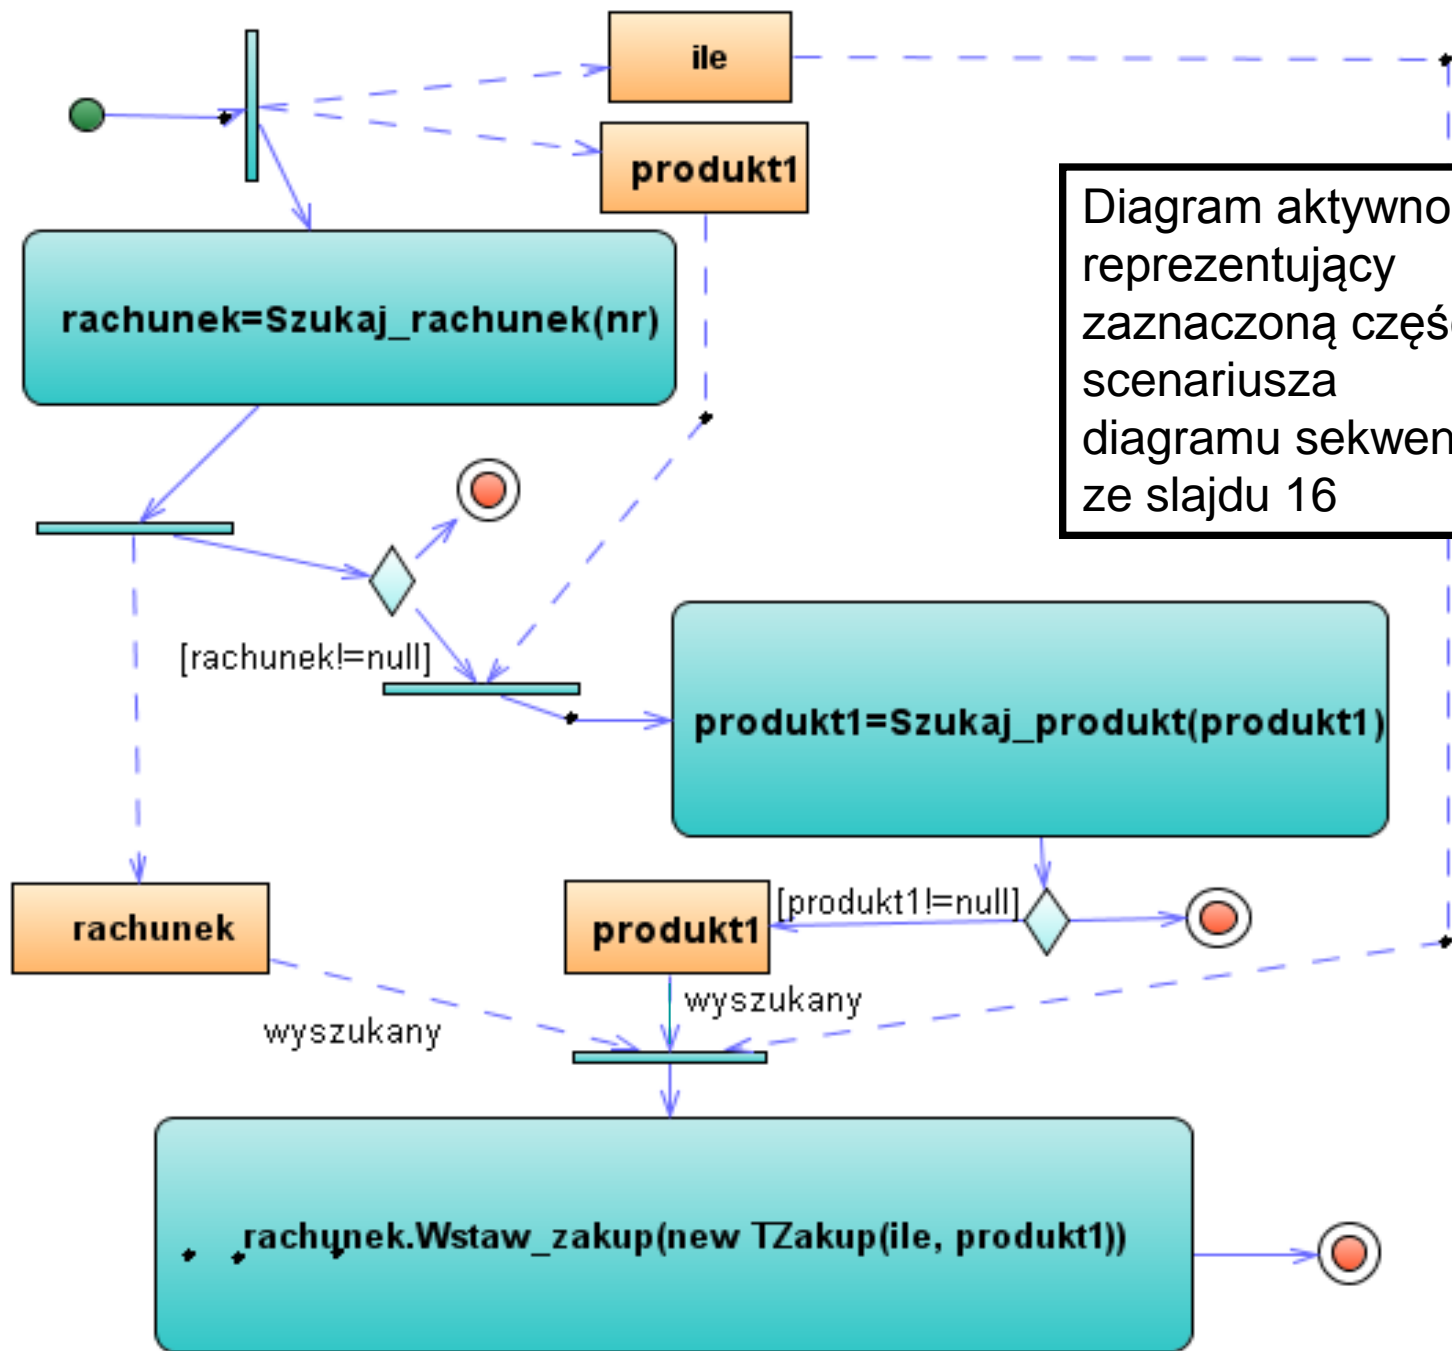 ile
produkt1
Diagram aktywno
reprezentujący
zaznaczoną częś
scenariusza
diagramu sekwen
ze slajdu 16
rachunek=Szukaj_rachunek(nr)
[rachunek!=null]
produkt1=Szukaj_produkt(produkt1)
rachunek
produkt1
[produkt1!=null]
wyszukany
wyszukany
rachunek.Wstaw_zakup(new TZakup(ile, produkt1))